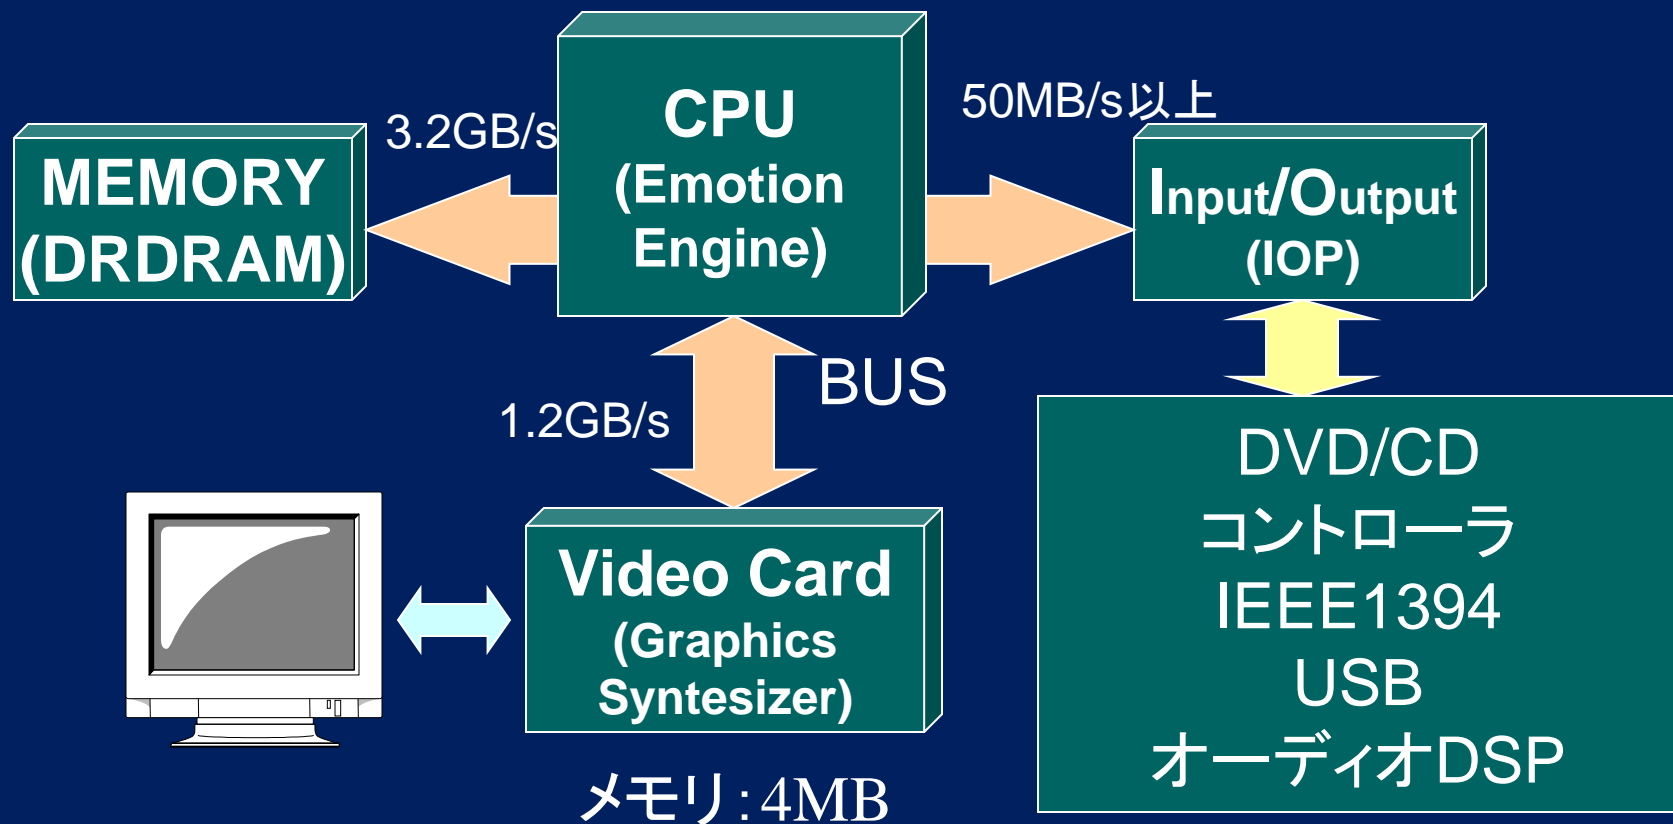 3.2GB/s
MEMORY
(DRDRAM)
CPU
(Emotion
Engine)
50MB/s以上
Input/Output
(IOP)
BUS
1.2GB/s
Video Card
(Graphics
Syntesizer)
メモリ：4MB
DVD/CD
コントローラ
IEEE1394
USB
オーディオDSP